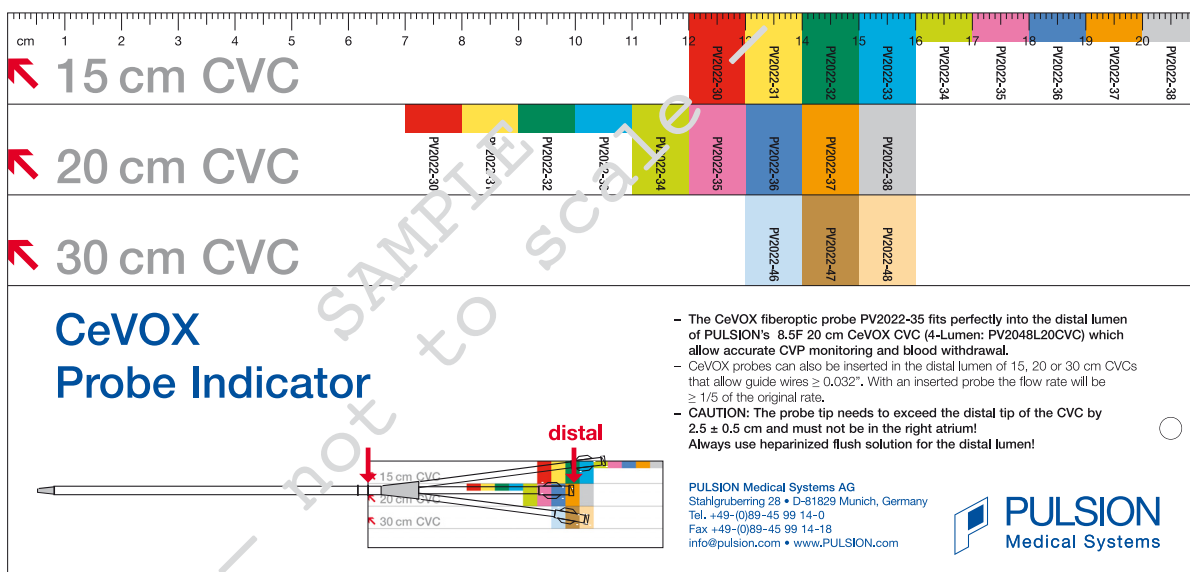 cm 1 2 3 4 5 6 7 8 9 10 11 12 13 14 15 16 17 18 19 20
15 cm CVC
PV2022-30 PV2022-31 PV2022-32 PV2022-33 PV2022-34 PV2022-35 PV2022-36 PV2022-37 PV2022-38
20 cm CVC
PV2022-30 PV2022-31 PV2022-32 PV2022-33 PV2022-34 PV2022-35 PV2022-36 PV2022-37 PV2022-38
30 cm CVC
PV2022-46 PV2022-47 PV2022-48
– SAMPLE –
not to scale
CeVOX
Probe Indicator
– The CeVOX fiberoptic probe PV2022-35 fits perfectly into the distal lumen
of PULSION's 8.5F 20 cm CeVOX CVC (4-Lumen: PV2048L20CVC) which
allow accurate CVP monitoring and blood withdrawal.
– CeVOX probes can also be inserted in the distal lumen of 15, 20 or 30 cm CVCs
that allow guide wires ≥ 0.032”. With an inserted probe the flow rate will be
≥ 1/5 of the original rate.
– CAUTION: The probe tip needs to exceed the distal tip of the CVC by
2.5 ± 0.5 cm and must not be in the right atrium!
Always use heparinized flush solution for the distal lumen!
distal
15 cm CVC
20 cm CVC
30 cm CVC
PULSION Medical Systems AG
Stahlgruberring 28 • D-81829 Munich, Germany
Tel. +49-(0)89-45 99 14-0
Fax +49-(0)89-45 99 14-18
info@pulsion.com • www.PULSION.com
PULSION
Medical Systems